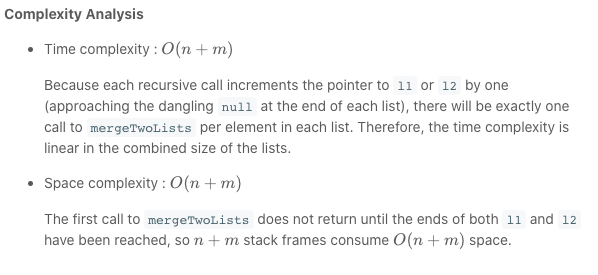 Complexity Analysis
• Time complexity : O(n + m)
Because each recursive call increments the pointer to l1 or l2 by one
(approaching the dangling null at the end of each list), there will be exactly one
call to mergeTwoLists per element in each list. Therefore, the time complexity is
linear in the combined size of the lists.
• Space complexity : O(n + m)
The first call to mergeTwoLists does not return until the ends of both l1 and l2
have been reached, so n + m stack frames consume O(n + m) space.